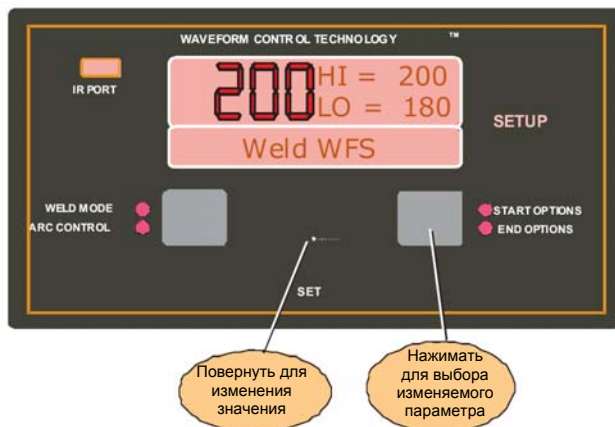 WAVEFORM CONTROL TECHNOLOGY ™
IR PORT
200
HI = 200
LO = 180
SETUP
Weld WFS
WELD MODE
ARC CONTROL
START OPTIONS
END OPTIONS
SET
Повернуть для
изменения
значения
Нажимать
для выбора
изменяемого
параметра